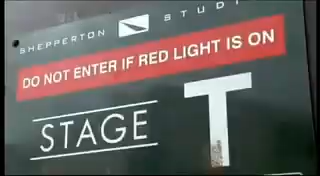 SHEPPERTON STUDI
DO NOT ENTER IF RED LIGHT IS ON
STAGE T